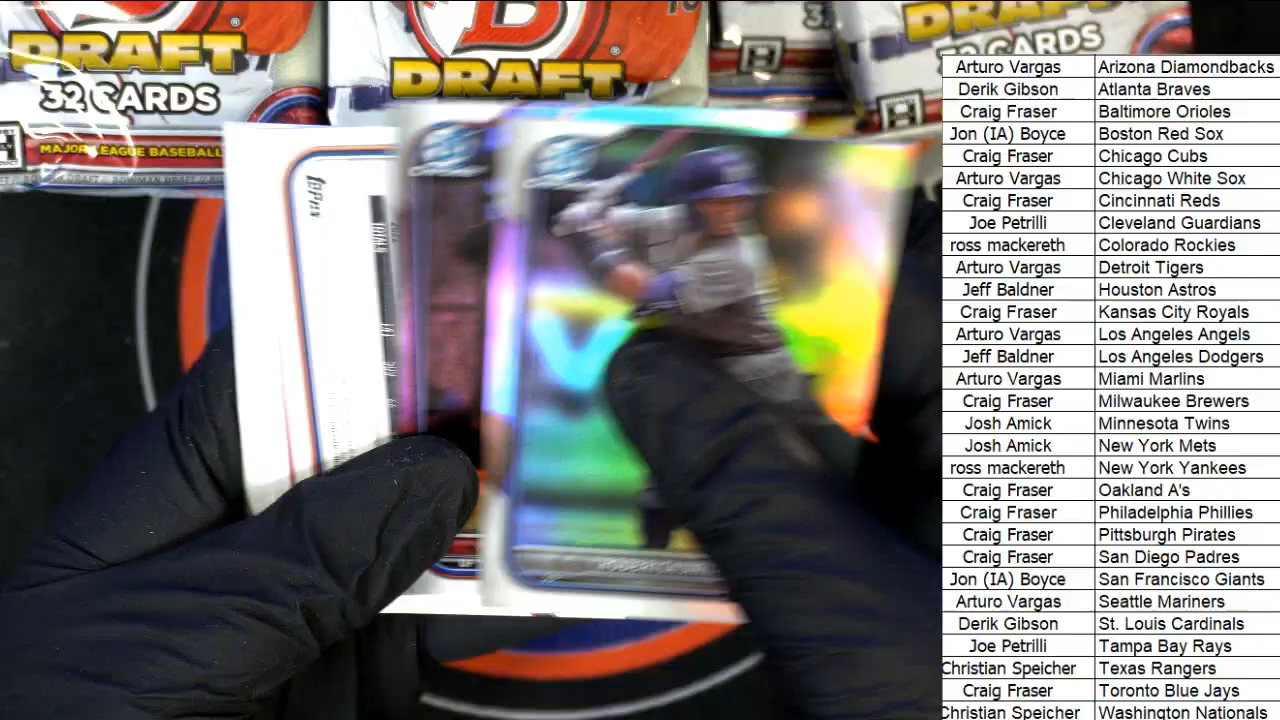 DRAFT
32 CARDS
MAJOR LEAGUE BASEBALL
B
DRAFT
DRAFT
32 CARDS
Topps
Arturo Vargas Arizona Diamondbacks
Derik Gibson Atlanta Braves
Craig Fraser Baltimore Orioles
Jon (IA) Boyce Boston Red Sox
Craig Fraser Chicago Cubs
Arturo Vargas Chicago White Sox
Craig Fraser Cincinnati Reds
Joe Petrilli Cleveland Guardians
ross mackereth Colorado Rockies
Arturo Vargas Detroit Tigers
Jeff Baldner Houston Astros
Craig Fraser Kansas City Royals
Arturo Vargas Los Angeles Angels
Jeff Baldner Los Angeles Dodgers
Arturo Vargas Miami Marlins
Craig Fraser Milwaukee Brewers
Josh Amick Minnesota Twins
Josh Amick New York Mets
ross mackereth New York Yankees
Craig Fraser Oakland A's
Craig Fraser Philadelphia Phillies
Craig Fraser Pittsburgh Pirates
Craig Fraser San Diego Padres
Jon (IA) Boyce San Francisco Giants
Arturo Vargas Seattle Mariners
Derik Gibson St. Louis Cardinals
Joe Petrilli Tampa Bay Rays
Christian Speicher Texas Rangers
Craig Fraser Toronto Blue Jays
Christian Speicher Washington Nationals